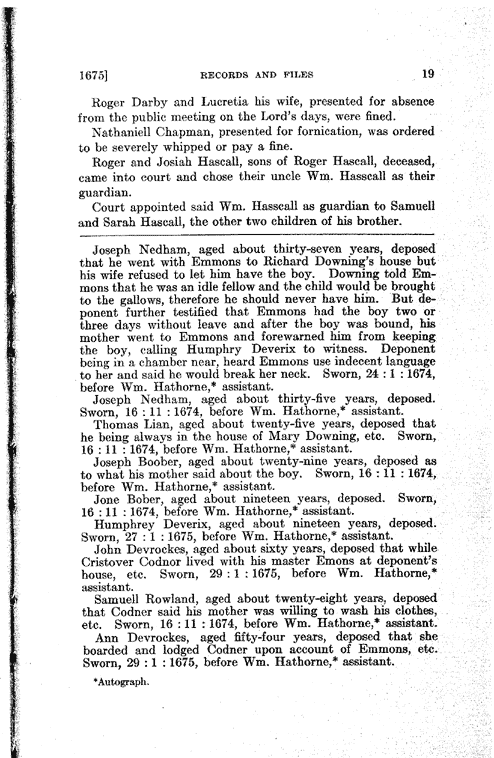 1675] RECORDS AND FILES 19
Roger Darby and Lucretia his wife, presented for absence
from the public meeting on the Lord's days, were fined.
Nathaniell Chapman, presented for fornication, was ordered
to be severely whipped or pay a fine.
Roger and Josiah Hascall, sons of Roger Hascall, deceased,
came into court and chose their uncle Wm. Hasscall as their
guardian.
Court appointed said Wm. Hasscall as guardian to Samuell
and Sarah Hascall, the other two children of his brother.
Joseph Nedham, aged about thirty-seven years, deposed
that he went with Emmons to Richard Downing's house but
his wife refused to let him have the boy. Downing told Em-
mons that he was an idle fellow and the child would be brought
to the gallows, therefore he should never have him. But de-
ponent further testified that Emmons had the boy two or
three days without leave and after the boy was bound, his
mother went to Emmons and forewarned him from keeping
the boy, calling Humphry Deverix to witness. Deponent
being in a chamber near, heard Emmons use indecent language
to her and said he would break her neck. Sworn, 24 : 1 : 1674,
before Wm. Hathorne,* assistant.
Joseph Nedham, aged about thirty-five years, deposed.
Sworn, 16 : 11 : 1674, before Wm. Hathorne,* assistant.
Thomas Lian, aged about twenty-five years, deposed that
he being always in the house of Mary Downing, etc. Sworn,
16 : 11 : 1674, before Wm. Hathorne,* assistant.
Joseph Boober, aged about twenty-nine years, deposed as
to what his mother said about the boy. Sworn, 16 : 11 : 1674,
before Wm. Hathorne,* assistant.
Jone Bober, aged about nineteen years, deposed. Sworn,
16 : 11 : 1674, before Wm. Hathorne,* assistant.
Humphrey Deverix, aged about nineteen years, deposed.
Sworn, 27 : 1 : 1675, before Wm. Hathorne,* assistant.
John Devrockes, aged about sixty years, deposed that while
Cristover Codnor lived with his master Emons at deponent's
house, etc. Sworn, 29 : 1 : 1675, before Wm. Hathorne,*
assistant.
Samuell Rowland, aged about twenty-eight years, deposed
that Codner said his mother was willing to wash his clothes,
etc. Sworn, 16 : 11 : 1674, before Wm. Hathorne,* assistant.
Ann Devrockes, aged fifty-four years, deposed that she
boarded and lodged Codner upon account of Emmons, etc.
Sworn, 29 : 1 : 1675, before Wm. Hathorne,* assistant.
*Autograph.